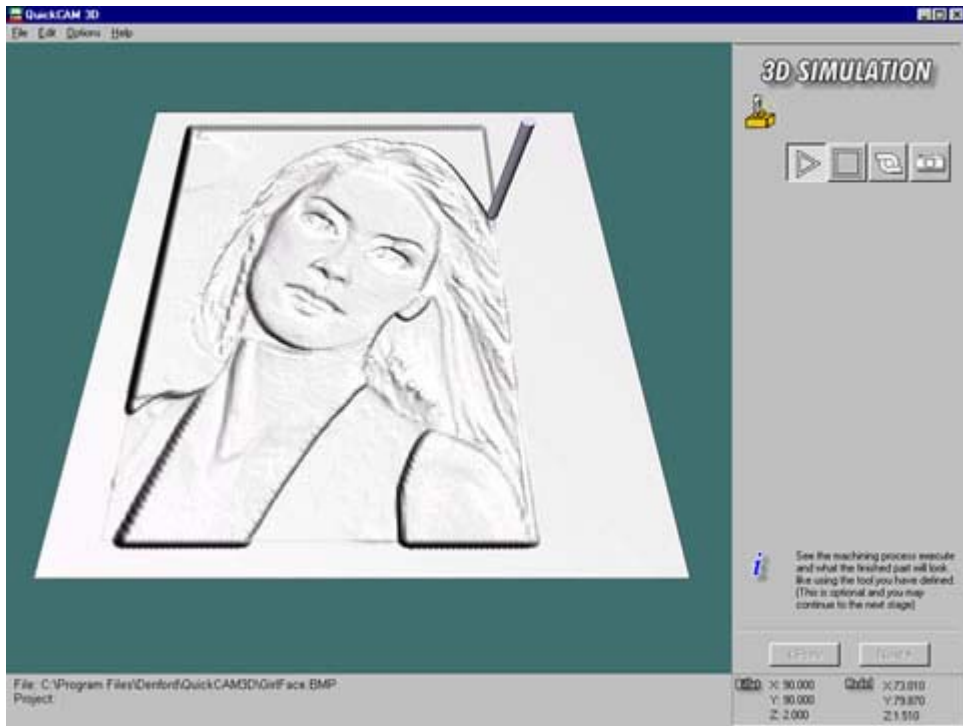 QuickCAM 3D
File Edit Options Help
3D SIMULATION
See the machining process execute
and what the finished part will look
like using the tool you have defined.
(This is optional and you may
continue to the next stage)
Next
File: C:\Program Files\Denford\QuickCAM3D\GirlFace.BMP
Project:
Billet X: 90.000 Model X:73.010
Y: 90.000 Y:79.870
Z: 2.000 Z:1.510